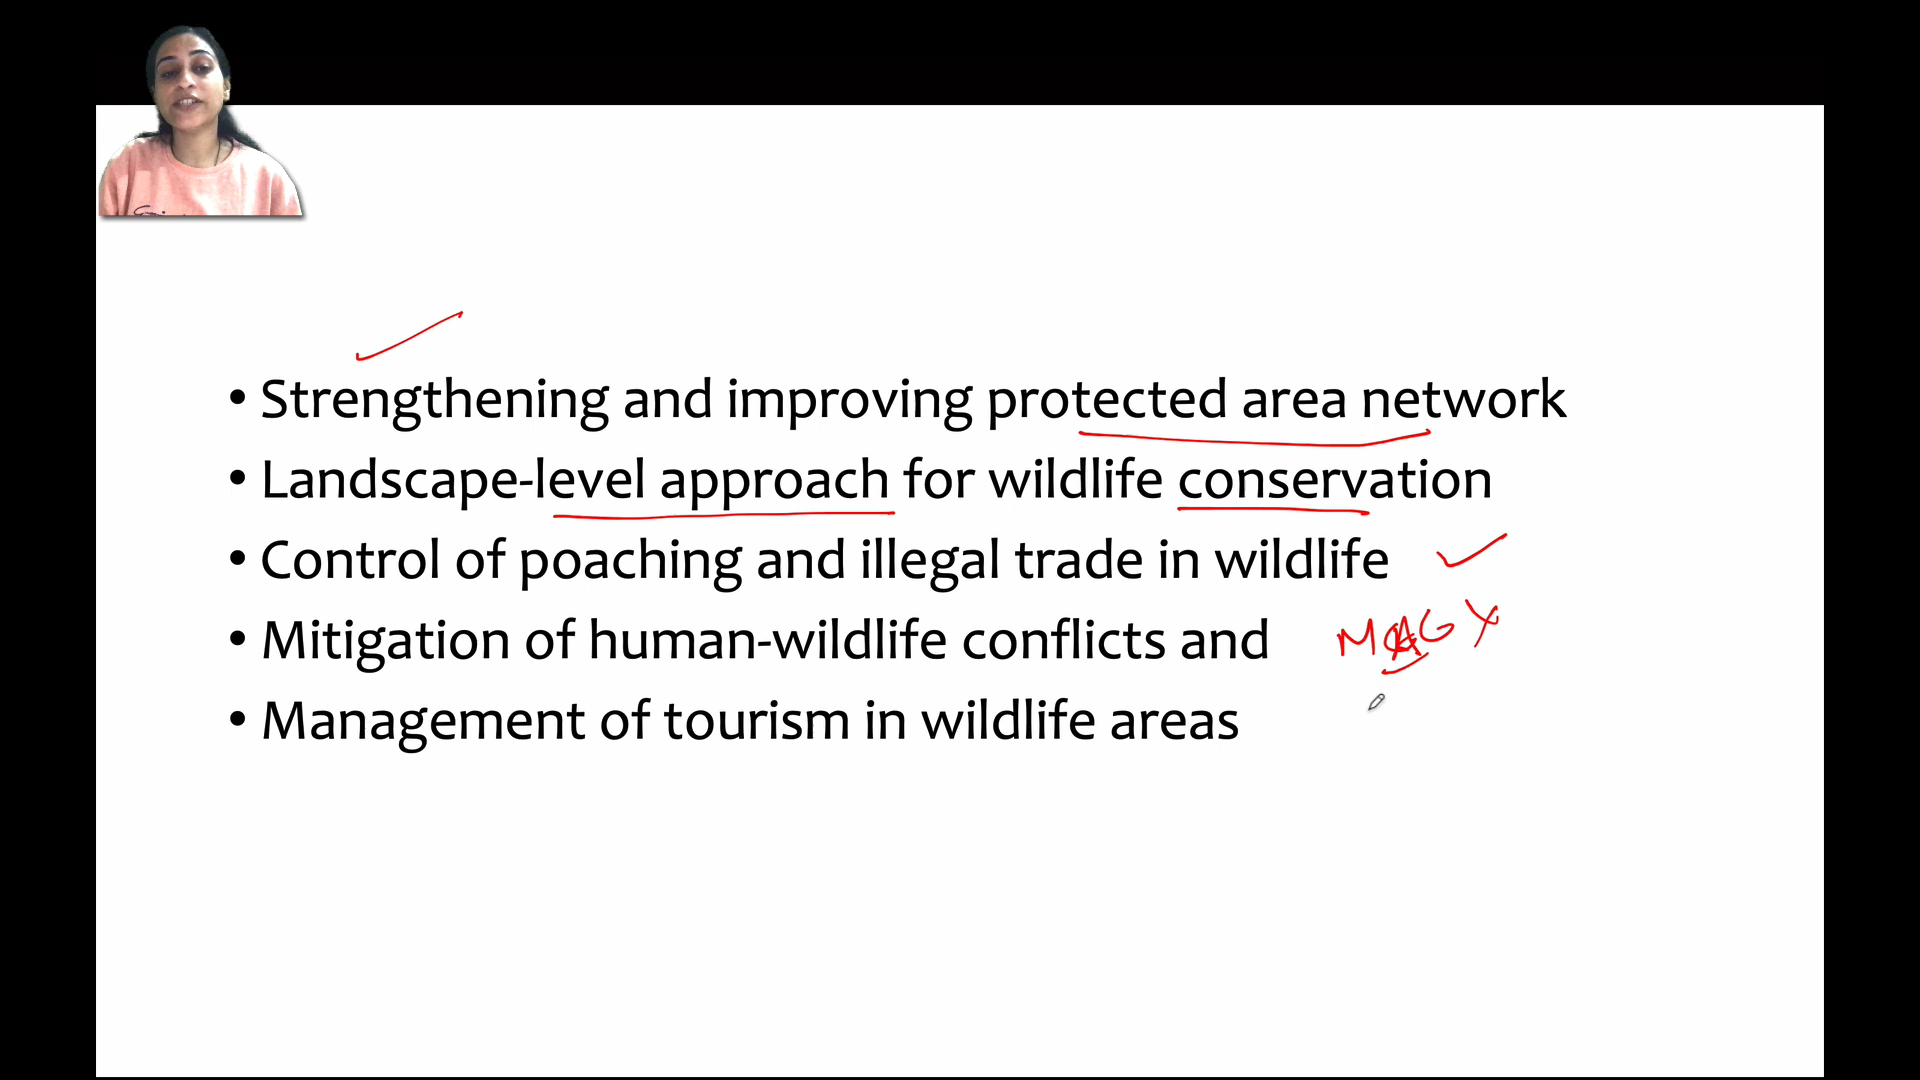 • Strengthening and improving protected area network
• Landscape-level approach for wildlife conservation
• Control of poaching and illegal trade in wildlife
• Mitigation of human-wildlife conflicts and
• Management of tourism in wildlife areas